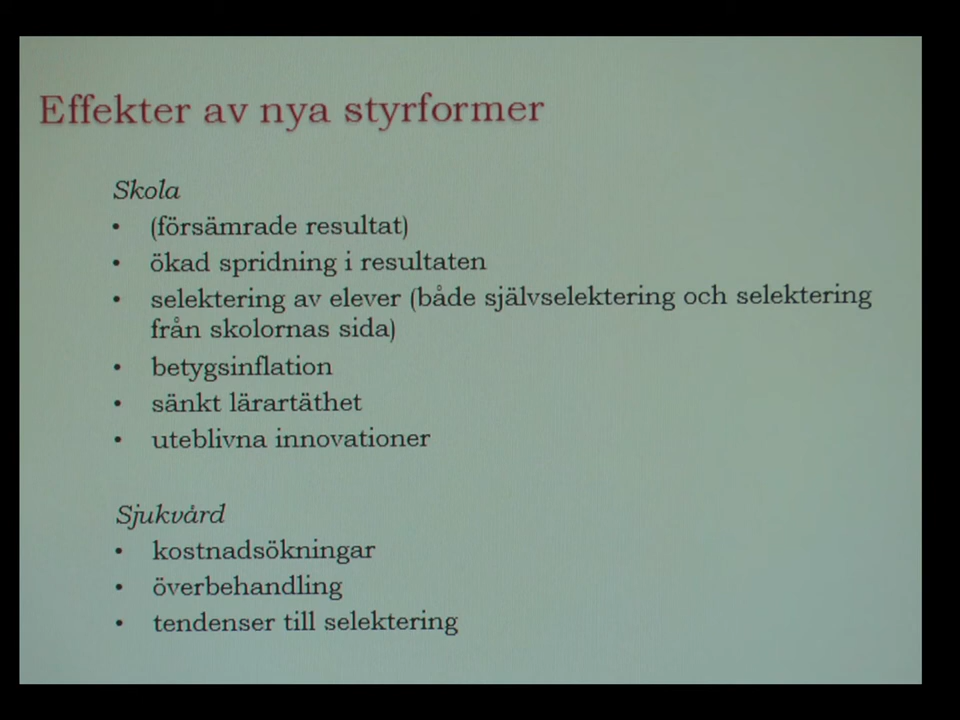 Effekter av nya styrformer
Skola
• (försämrade resultat)
• ökad spridning i resultaten
• selektering av elever (både självselektering och selektering
från skolornas sida)
• betygsinflation
• sänkt lärartäthet
• uteblivna innovationer
Sjukvård
• kostnadsökningar
• överbehandling
• tendenser till selektering